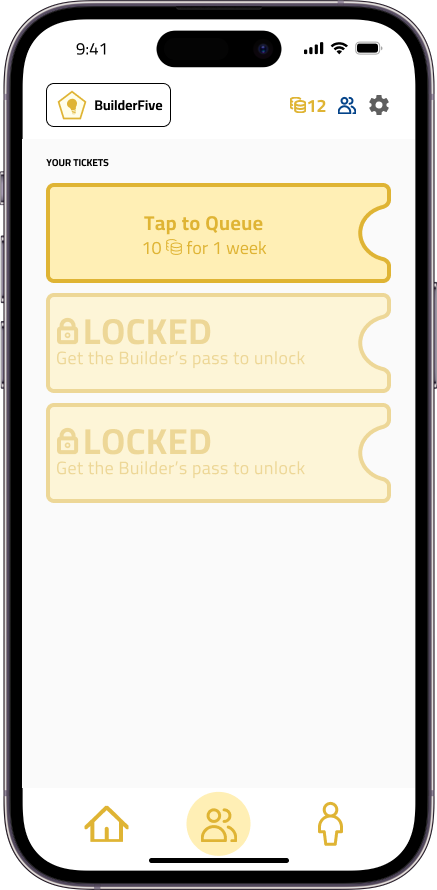 9:41
BuilderFive
12
YOUR TICKETS
Tap to Queue
10 for 1 week
LOCKED
Get the Builder's pass to unlock
LOCKED
Get the Builder's pass to unlock